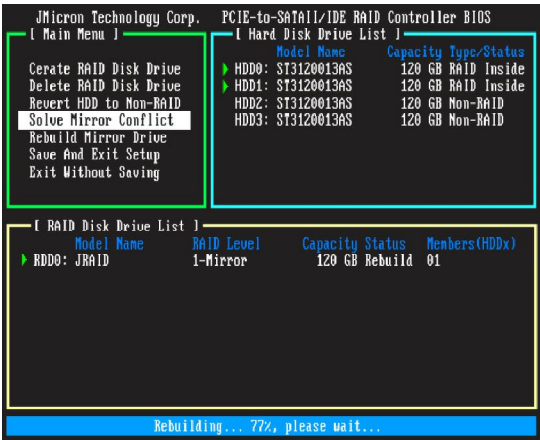 JMicron Technology Corp. PCIE-to-SATAII/IDE RAID Controller BIOS
[ Main Menu ]
Cerate RAID Disk Drive
Delete RAID Disk Drive
Revert HDD to Non-RAID
Solve Mirror Conflict
Rebuild Mirror Drive
Save And Exit Setup
Exit Without Saving
[ Hard Disk Drive List ]
Model Name Capacity Type/Status
HDD0: ST3120013AS 120 GB RAID Inside
HDD1: ST3120013AS 120 GB RAID Inside
HDD2: ST3120013AS 120 GB Non-RAID
HDD3: ST3120013AS 120 GB Non-RAID
[ RAID Disk Drive List ]
Model Name RAID Level Capacity Status Members(HDDx)
RDD0: JRAID 1-Mirror 120 GB Rebuild 01
Rebuilding... 77%, please wait...